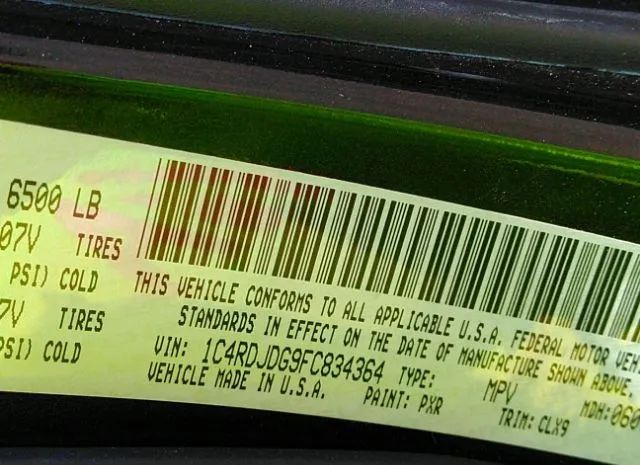 6500 LB
07V TIRES
PSI) COLD
7V TIRES
PSI) COLD
THIS VEHICLE CONFORMS TO ALL APPLICABLE U.S.A. FEDERAL MOTOR VEH
STANDARDS IN EFFECT ON THE DATE OF MANUFACTURE SHOWN ABOVE.
VIN: 1C4RDJDG9FC834364 TYPE: MPV MDH: 060
VEHICLE MADE IN U.S.A. PAINT: PXR TRIM: CLX9